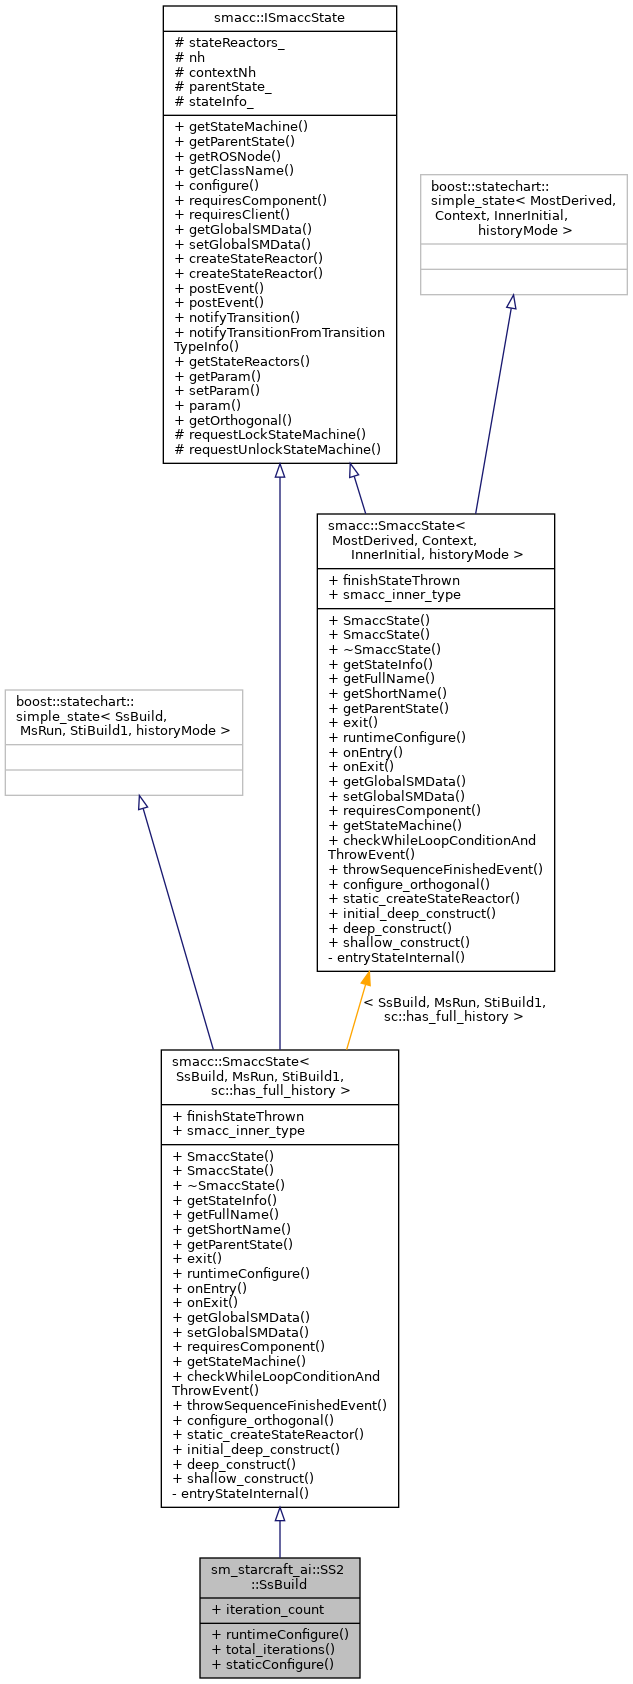 smacc::ISmaccState
# stateReactors_
# nh
# contextNh
# parentState_
# stateInfo_
+ getStateMachine()
+ getParentState()
+ getROSNode()
+ getClassName()
+ configure()
+ requiresComponent()
+ requiresClient()
+ getGlobalSMData()
+ setGlobalSMData()
+ createStateReactor()
+ createStateReactor()
+ postEvent()
+ postEvent()
+ notifyTransition()
+ notifyTransitionFromTransition
TypeInfo()
+ getStateReactors()
+ getParam()
+ setParam()
+ param()
+ getOrthogonal()
# requestLockStateMachine()
# requestUnlockStateMachine()
boost::statechart::
simple_state< MostDerived,
Context, InnerInitial,
historyMode >
smacc::SmaccState<
MostDerived, Context,
InnerInitial, historyMode >
+ finishStateThrown
+ smacc_inner_type
+ SmaccState()
+ SmaccState()
+ ~SmaccState()
+ getStateInfo()
+ getFullName()
+ getShortName()
+ getParentState()
+ exit()
+ runtimeConfigure()
+ onEntry()
+ onExit()
+ getGlobalSMData()
+ setGlobalSMData()
+ requiresComponent()
+ getStateMachine()
+ checkWhileLoopConditionAnd
ThrowEvent()
+ throwSequenceFinishedEvent()
+ configure_orthogonal()
+ static_createStateReactor()
+ initial_deep_construct()
+ deep_construct()
+ shallow_construct()
- entryStateInternal()
boost::statechart::
simple_state< SsBuild,
MsRun, StiBuild1, historyMode >
< SsBuild, MsRun, StiBuild1,
sc::has_full_history >
smacc::SmaccState<
SsBuild, MsRun, StiBuild1,
sc::has_full_history >
+ finishStateThrown
+ smacc_inner_type
+ SmaccState()
+ SmaccState()
+ ~SmaccState()
+ getStateInfo()
+ getFullName()
+ getShortName()
+ getParentState()
+ exit()
+ runtimeConfigure()
+ onEntry()
+ onExit()
+ getGlobalSMData()
+ setGlobalSMData()
+ requiresComponent()
+ getStateMachine()
+ checkWhileLoopConditionAnd
ThrowEvent()
+ throwSequenceFinishedEvent()
+ configure_orthogonal()
+ static_createStateReactor()
+ initial_deep_construct()
+ deep_construct()
+ shallow_construct()
- entryStateInternal()
sm_starcraft_ai::SS2
::SsBuild
+ iteration_count
+ runtimeConfigure()
+ total_iterations()
+ staticConfigure()